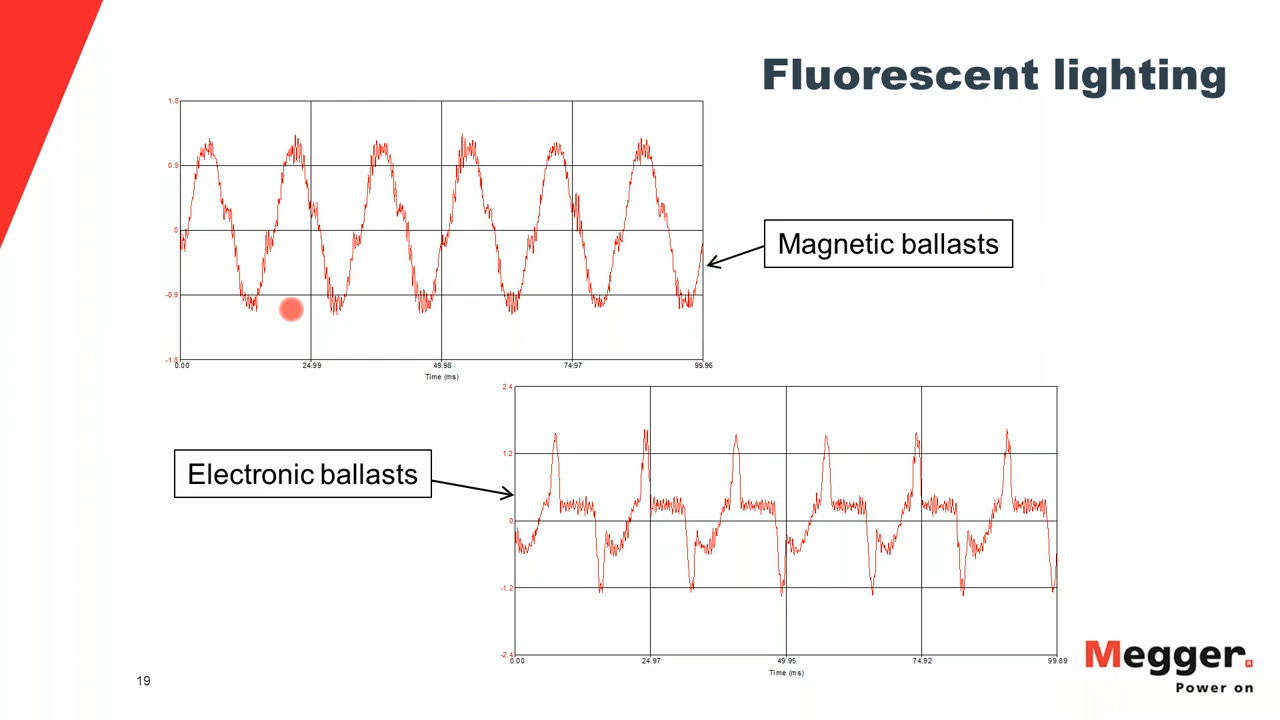 Fluorescent lighting
1.8
0.9
0
-0.9
-1.8
0.00 24.99 49.98 74.97 99.96
Time (ms)
Magnetic ballasts
Electronic ballasts
2.4
1.2
0
-1.2
-2.4
0.00 24.97 49.95 74.92 99.89
Time (ms)
Megger.
Power on
19